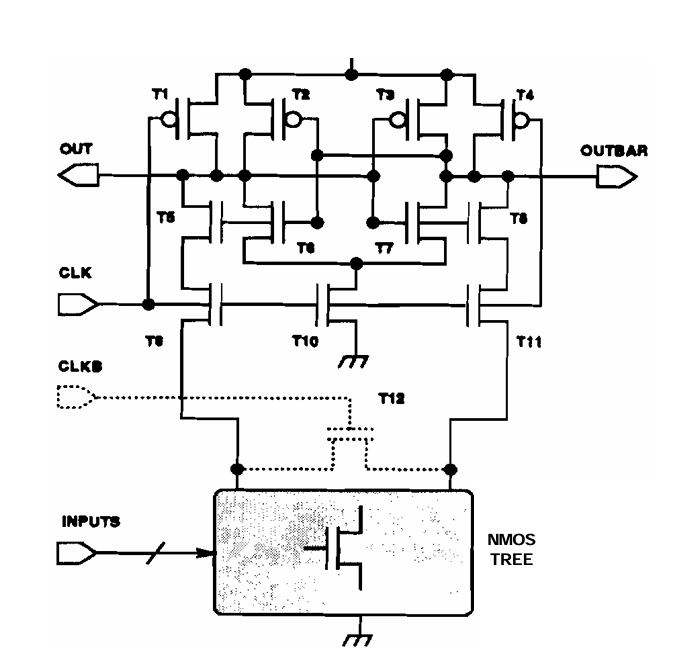 T1
T2
T3
T4
OUT
OUTBAR
T5
T6
T7
T8
CLK
T9
T10
T11
CLKB
T12
INPUTS
NMOS
TREE